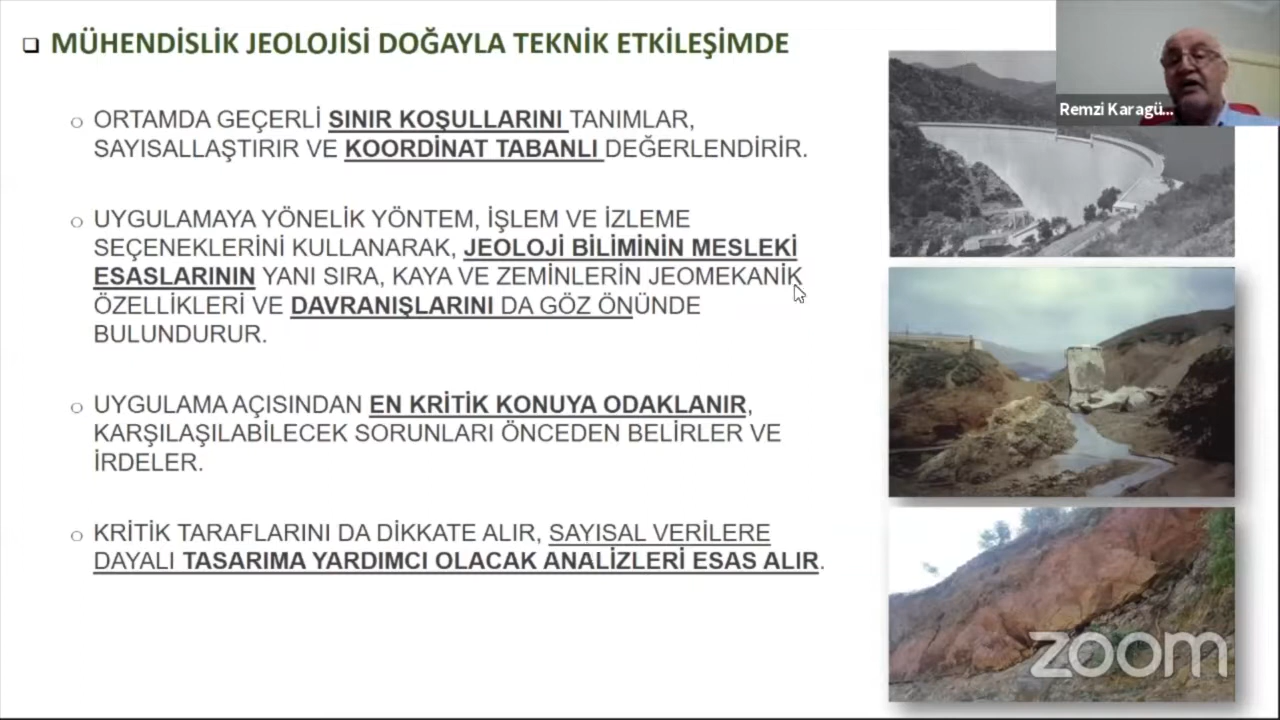 MÜHENDİSLİK JEOLOJİSİ DOĞAYLA TEKNİK ETKİLEŞİMDE
ORTAMDA GEÇERLİ SINIR KOŞULLARINI TANIMLAR,
SAYISALLAŞTIRIR VE KOORDİNAT TABANLI DEĞERLENDİRİR.
UYGULAMAYA YÖNELİK YÖNTEM, İŞLEM VE İZLEME
SEÇENEKLERİNİ KULLANARAK, JEOLOJİ BİLİMİNİN MESLEKİ
ESASLARININ YANI SIRA, KAYA VE ZEMİNLERİN JEOMEKANİK
ÖZELLİKLERİ VE DAVRANIŞLARINI DA GÖZ ÖNÜNDE
BULUNDURUR.
UYGULAMA AÇISINDAN EN KRİTİK KONUYA ODAKLANIR,
KARŞILAŞILABİLECEK SORUNLARI ÖNCEDEN BELİRLER VE
İRDELER.
KRİTİK TARAFLARINI DA DİKKATE ALIR, SAYISAL VERİLERE
DAYALI TASARIMA YARDIMCI OLACAK ANALİZLERİ ESAS ALIR.
Remzi Karagü...
zoom